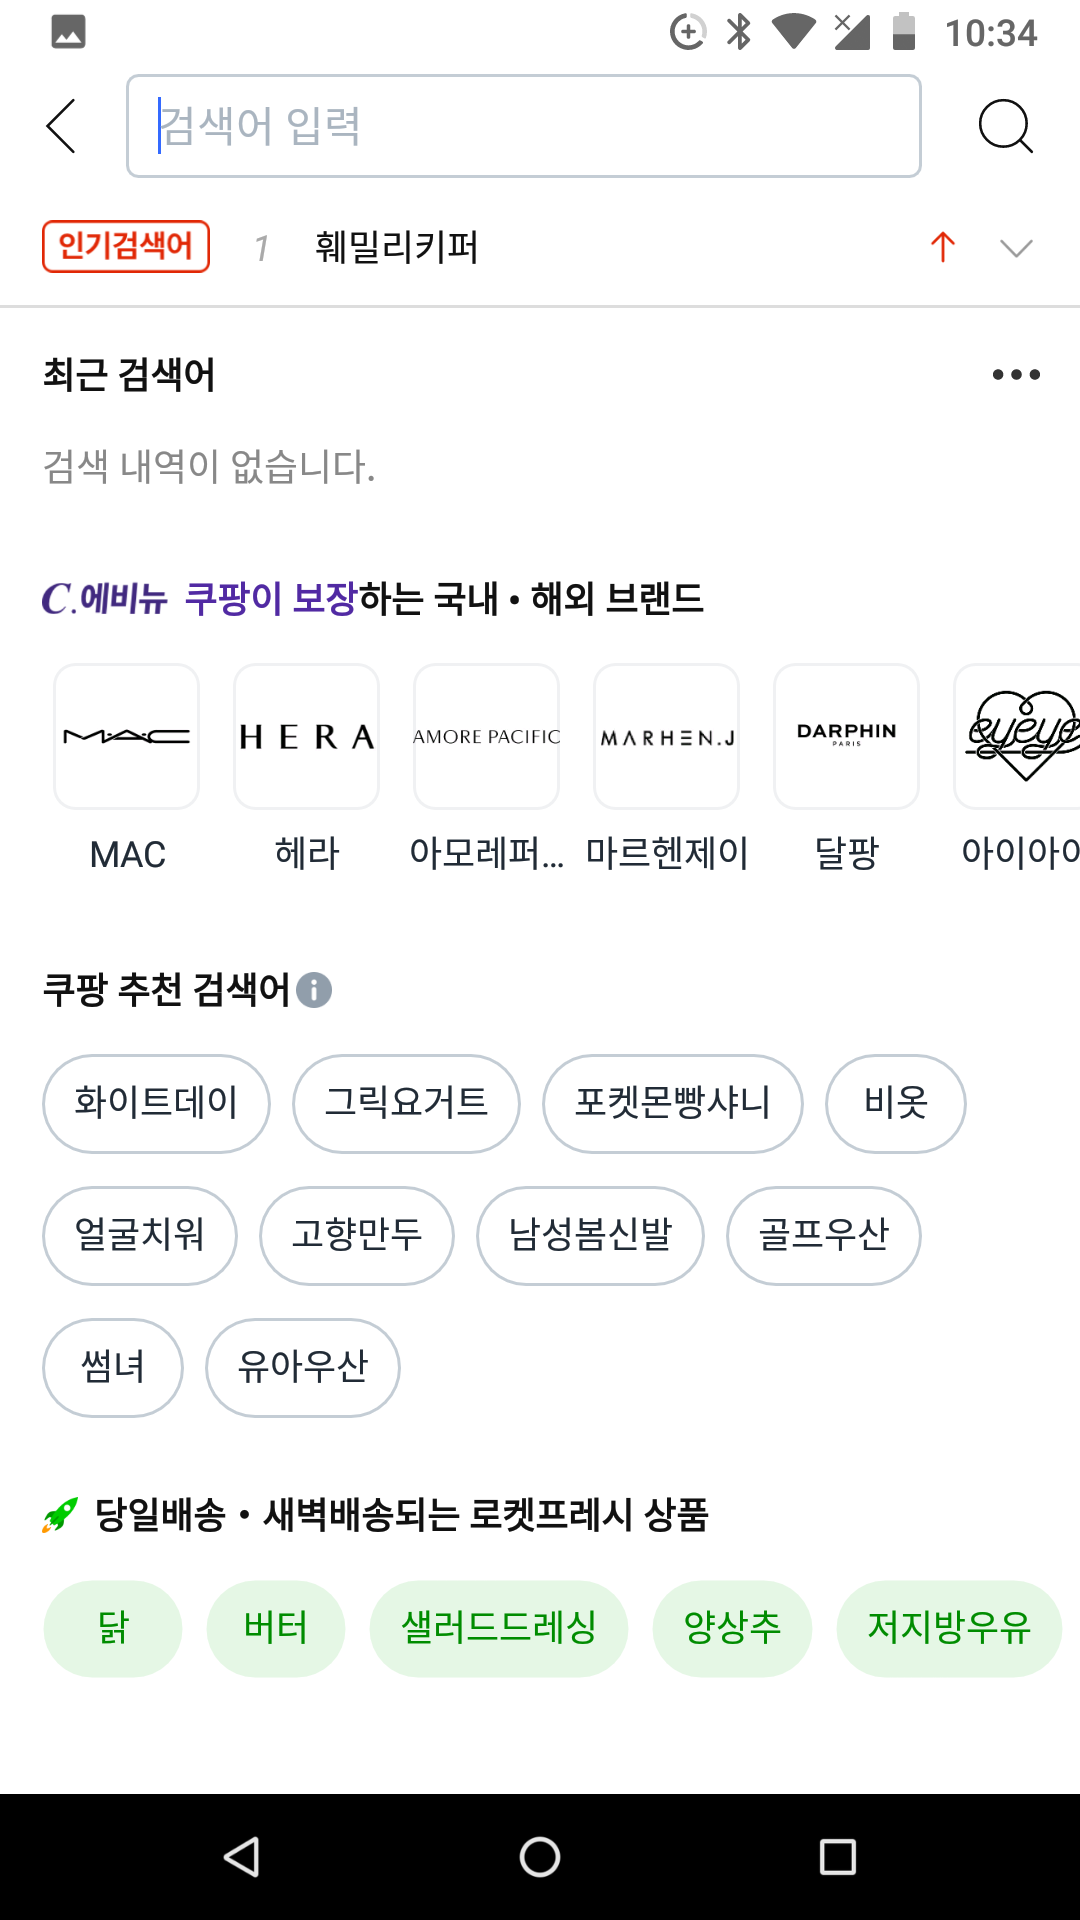 10:34
검색어 입력
인기검색어 1 훼밀리키퍼
최근 검색어
검색 내역이 없습니다.
C.에비뉴 쿠팡이 보장하는 국내 • 해외 브랜드
MAC HERA AMORE PACIFIC MARHEN.J DARPHIN PARIS eyeye
MAC 헤라 아모레퍼... 마르헨제이 달팡 아이아이
쿠팡 추천 검색어
화이트데이 그릭요거트 포켓몬빵샤니 비옷
얼굴치워 고향만두 남성봄신발 골프우산
썸녀 유아우산
당일배송 • 새벽배송되는 로켓프레시 상품
닭 버터 샐러드드레싱 양상추 저지방우유